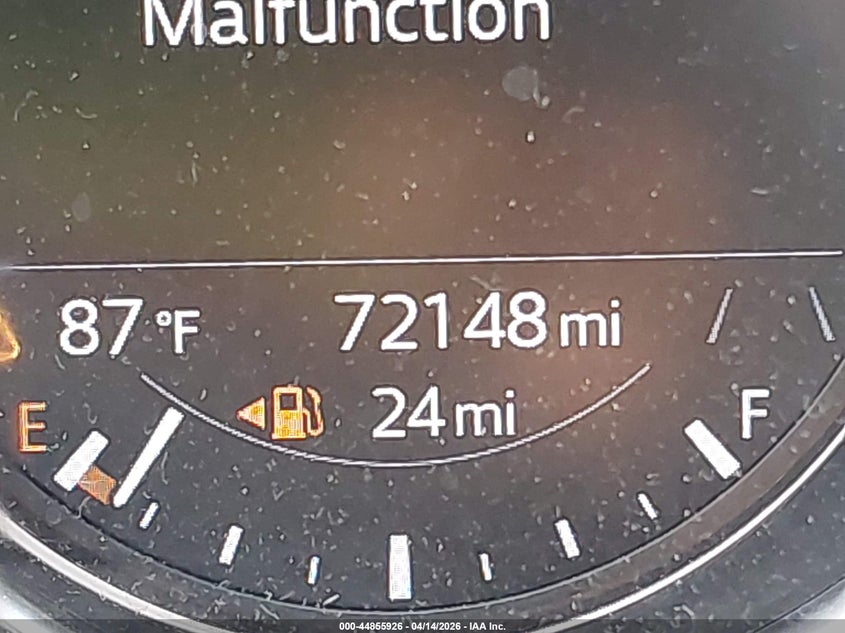 Malfunction
87 °F 72148 mi
E 24 mi F
000-44855926 - 04/14/2026 - IAA Inc.